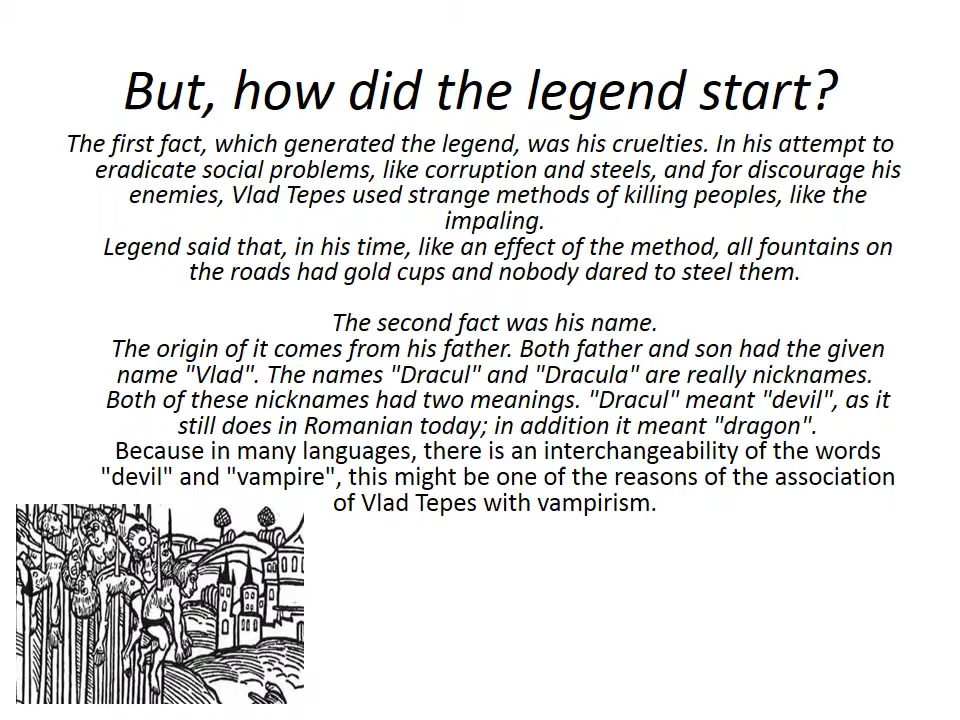 But, how did the legend start?
The first fact, which generated the legend, was his cruelties. In his attempt to
eradicate social problems, like corruption and steels, and for discourage his
enemies, Vlad Tepes used strange methods of killing peoples, like the
impaling.
Legend said that, in his time, like an effect of the method, all fountains on
the roads had gold cups and nobody dared to steel them.
The second fact was his name.
The origin of it comes from his father. Both father and son had the given
name "Vlad". The names "Dracul" and "Dracula" are really nicknames.
Both of these nicknames had two meanings. "Dracul" meant "devil", as it
still does in Romanian today; in addition it meant "dragon".
Because in many languages, there is an interchangeability of the words
"devil" and "vampire", this might be one of the reasons of the association
of Vlad Tepes with vampirism.